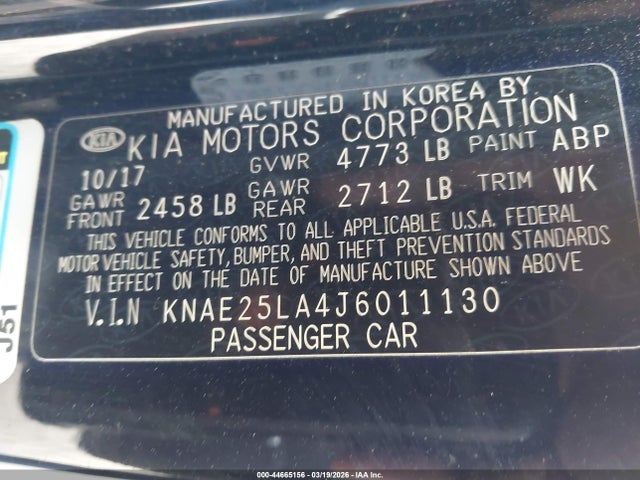 MANUFACTURED IN KOREA BY
KIA KIA MOTORS CORPORATION
10/17 GVWR 4773 LB PAINT ABP
GAWR FRONT 2458 LB GAWR REAR 2712 LB TRIM WK
THIS VEHICLE CONFORMS TO ALL APPLICABLE U.S.A. FEDERAL
MOTOR VEHICLE SAFETY, BUMPER, AND THEFT PREVENTION STANDARDS
IN EFFECT ON THE DATE OF MANUFACTURE SHOWN ABOVE
V.I.N KNAE25LA4J6011130
PASSENGER CAR
J51
000-44665156 | 03/19/2026 | IAA Inc.